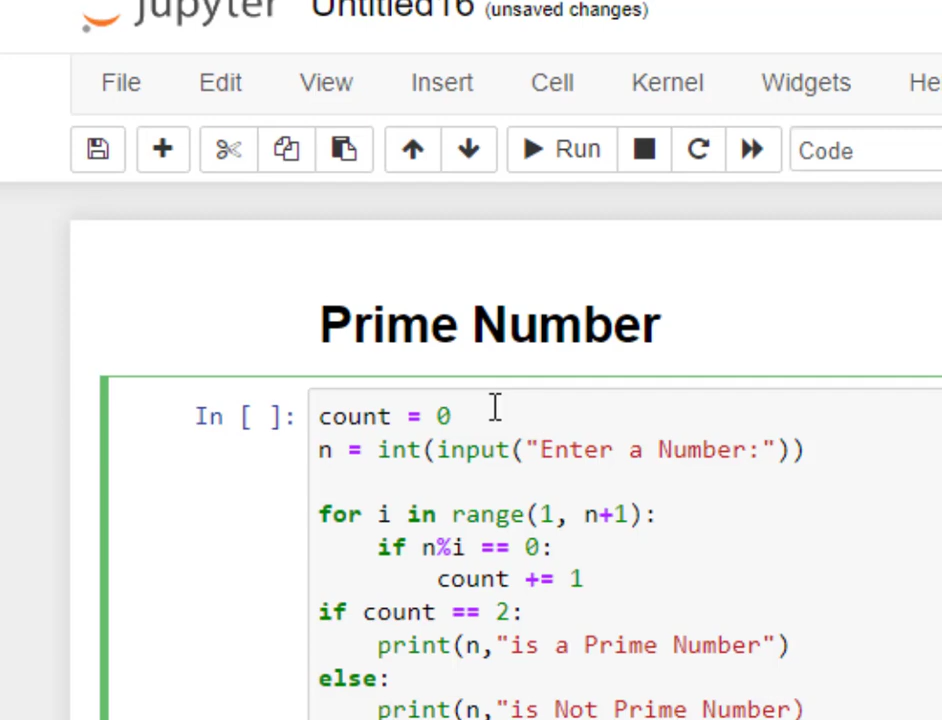 jupyter Untitled16 (unsaved changes)
File Edit View Insert Cell Kernel Widgets He
Run Code
Prime Number
In [ ]: count = 0
n = int(input("Enter a Number:"))
for i in range(1, n+1):
    if n%i == 0:
        count += 1
if count == 2:
    print(n,"is a Prime Number")
else:
    print(n,"is Not Prime Number)